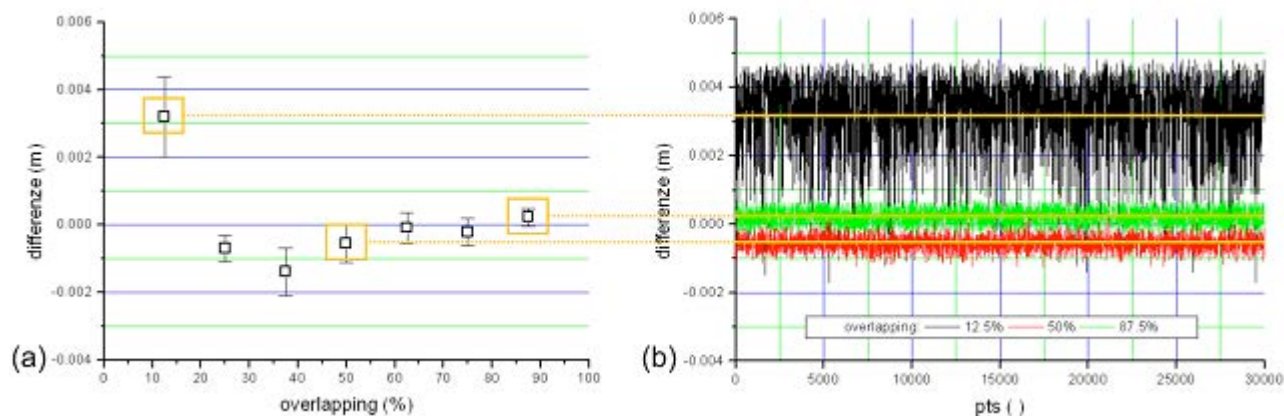 0.006
0.004
0.002
0.000
-0.002
-0.004
differenze (m)
0 10 20 30 40 50 60 70 80 90 100
overlapping (%)
(a)
0.006
0.004
0.002
0.000
-0.002
-0.004
differenze (m)
overlapping: 12.5% 50% 87.5%
0 5000 10000 15000 20000 25000 30000
pts ( )
(b)